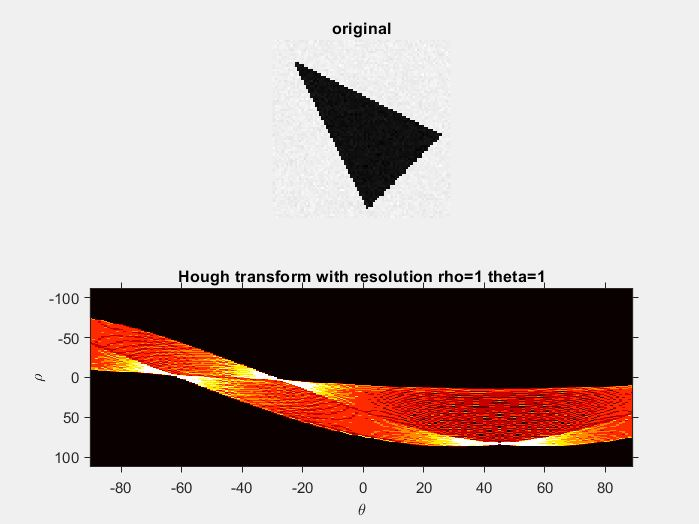 original
Hough transform with resolution rho=1 theta=1
-100
-50
0
50
100
ρ
-80 -60 -40 -20 0 20 40 60 80
θ